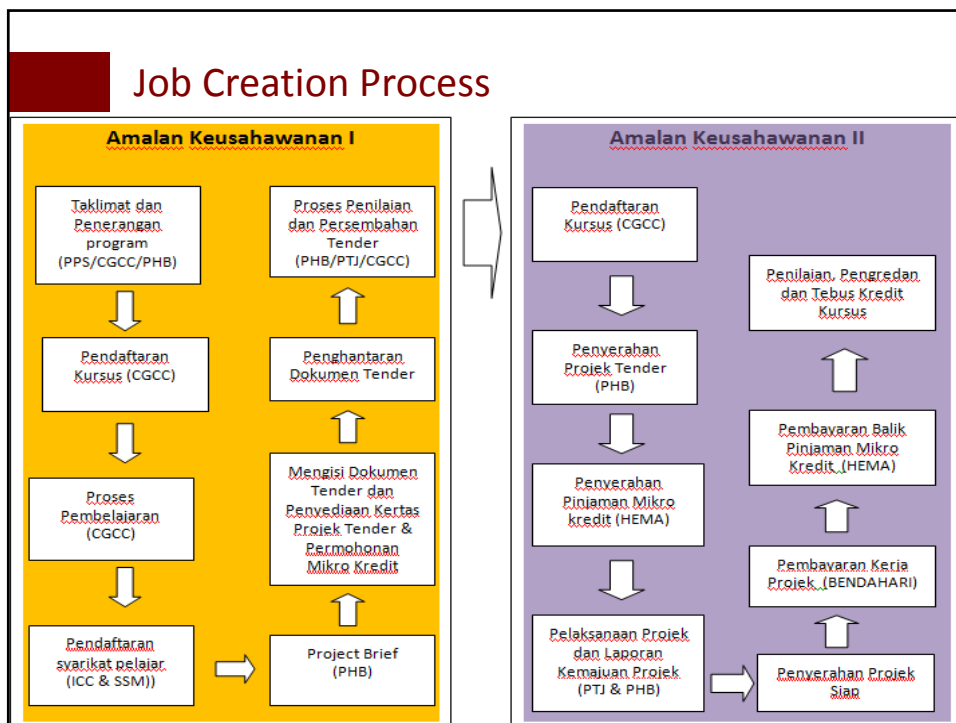 Job Creation Process
Amalan Keusahawanan I
Taklimat dan
Penerangan
program
(PPS/CGCC/PHB)
Pendaftaran
Kursus (CGCC)
Proses
Pembelajaran
(CGCC)
Pendaftaran
syarikat pelajar
(ICC & SSM))
Project Brief
(PHB)
Mengisi Dokumen
Tender dan
Penyediaan Kertas
Projek Tender &
Permohonan
Mikro Kredit
Penghantaran
Dokumen Tender
Proses Penilaian
dan Persembahan
Tender
(PHB/PTJ/CGCC)
Amalan Keusahawanan II
Pendaftaran
Kursus (CGCC)
Penyerahan
Projek Tender
(PHB)
Penyerahan
Pinjaman Mikro
kredit (HEMA)
Pelaksanaan Projek
dan Laporan
Kemajuan Projek
(PTJ & PHB)
Penyerahan Projek
Siap
Pembayaran Kerja
Projek (BENDAHARI)
Pembayaran Balik
Pinjaman Mikro
Kredit (HEMA)
Penilaian, Pengredan
dan Tebus Kredit
Kursus